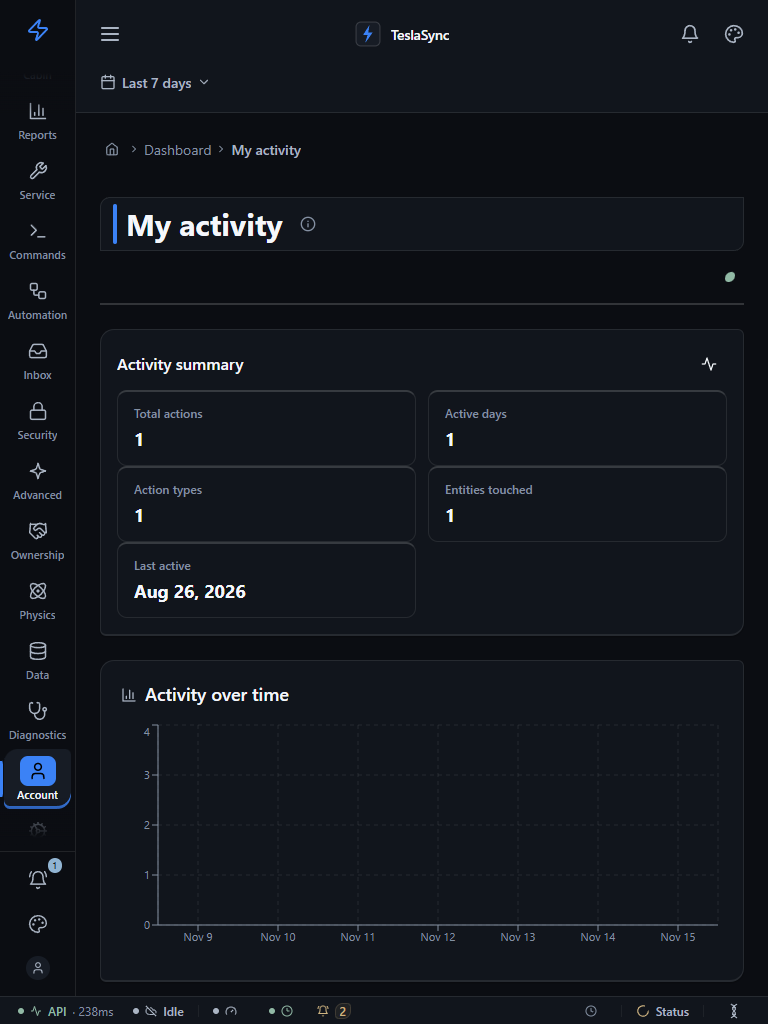 TeslaSync
Last 7 days
Dashboard
My activity
My activity
Reports
Service
Commands
Automation
Inbox
Security
Advanced
Ownership
Physics
Data
Diagnostics
Account
1
Activity summary
Total actions
1
Active days
1
Action types
1
Entities touched
1
Last active
Aug 26, 2026
Activity over time
4
3
2
1
0
Nov 9
Nov 10
Nov 11
Nov 12
Nov 13
Nov 14
Nov 15
API · 238ms
Idle
2
Status